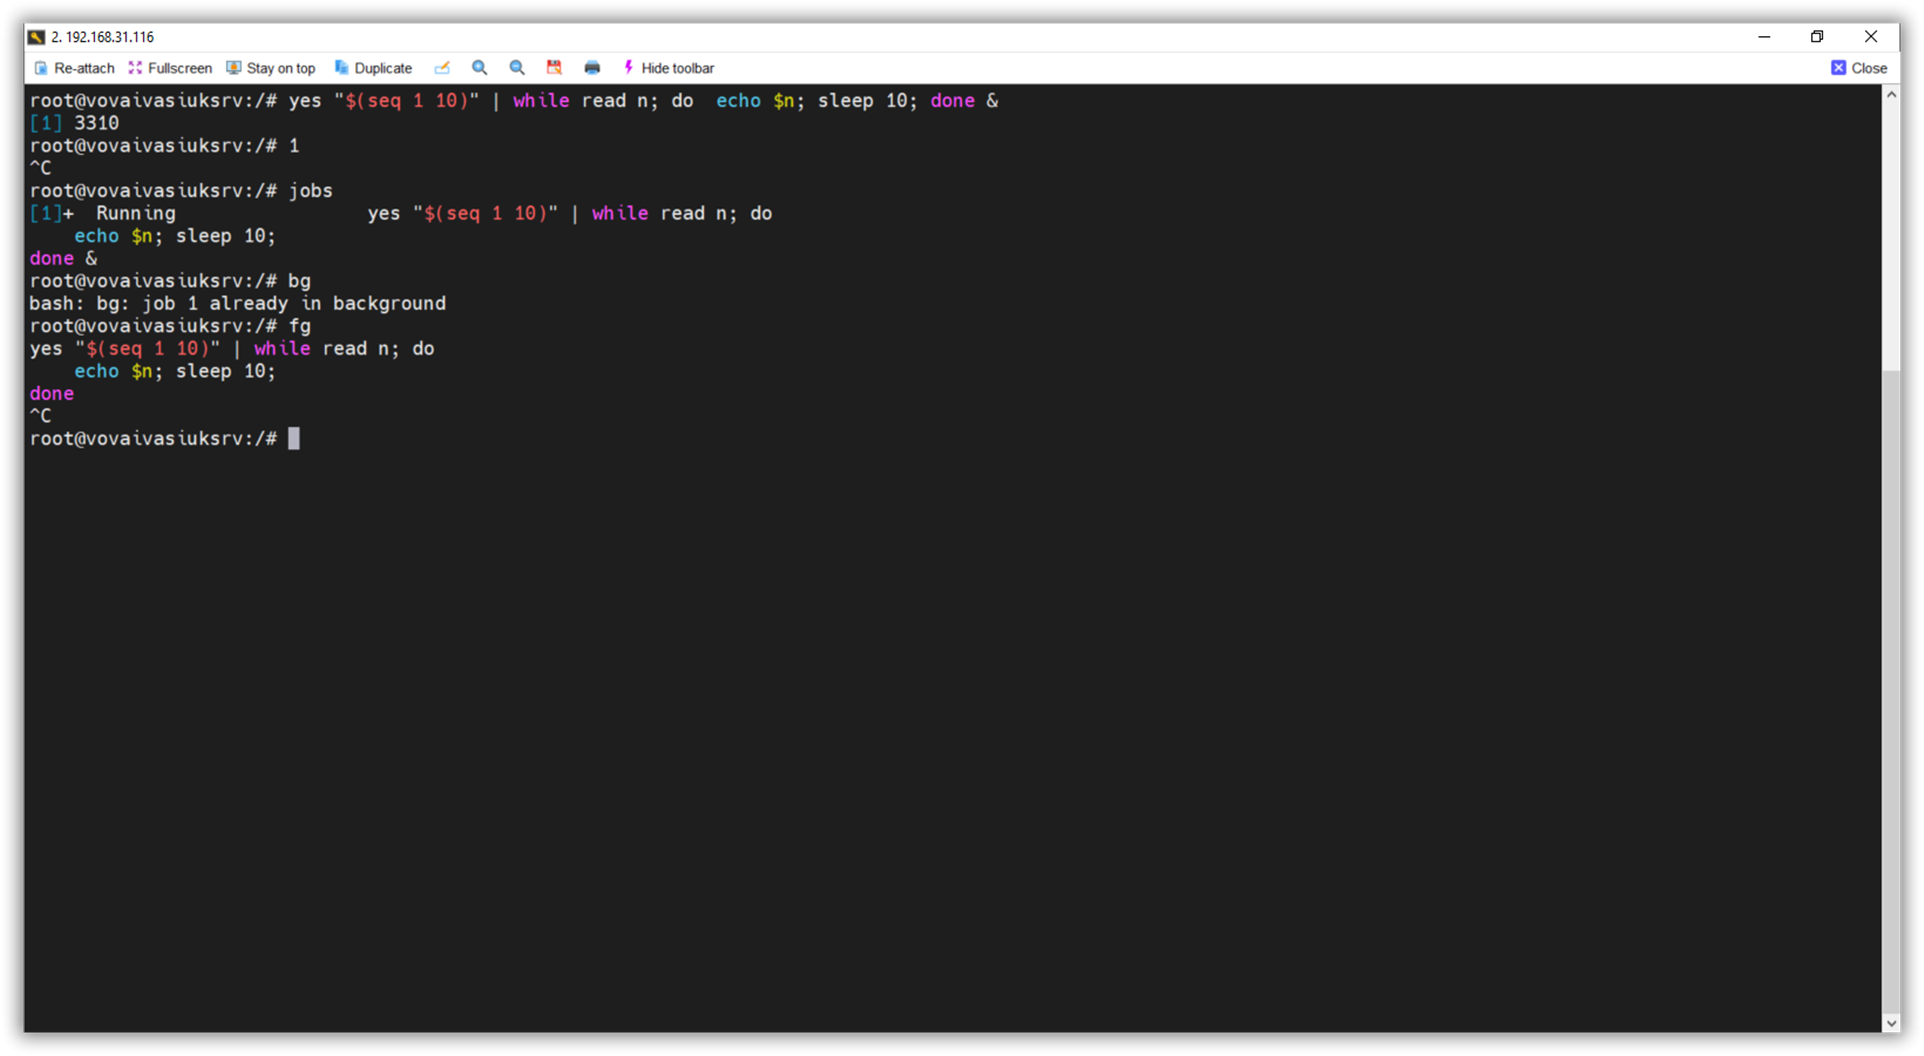 2. 192.168.31.116
Re-attach Fullscreen Stay on top Duplicate Hide toolbar Close
root@vovaivasiuksrv:/# yes "$(seq 1 10)" | while read n; do  echo $n; sleep 10; done &
[1] 3310
root@vovaivasiuksrv:/# 1
^C
root@vovaivasiuksrv:/# jobs
[1]+  Running                 yes "$(seq 1 10)" | while read n; do
    echo $n; sleep 10;
done &
root@vovaivasiuksrv:/# bg
bash: bg: job 1 already in background
root@vovaivasiuksrv:/# fg
yes "$(seq 1 10)" | while read n; do
    echo $n; sleep 10;
done
^C
root@vovaivasiuksrv:/#